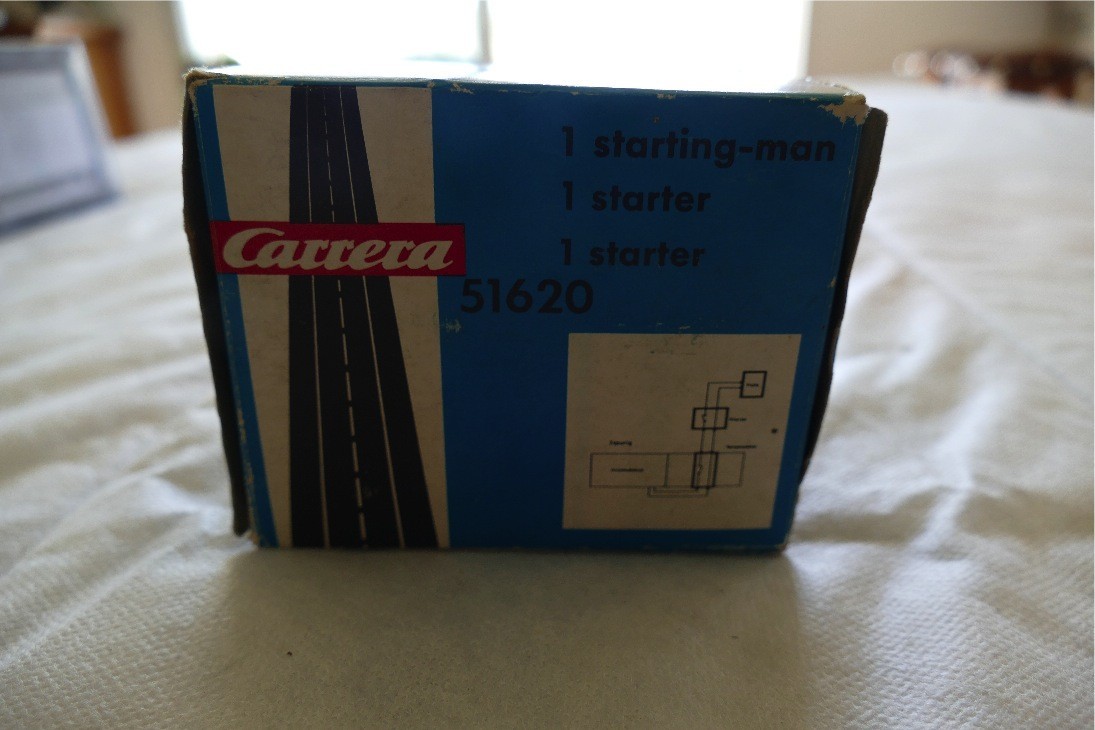 1 starting-man
1 starter
1 starter
Carrera
51620